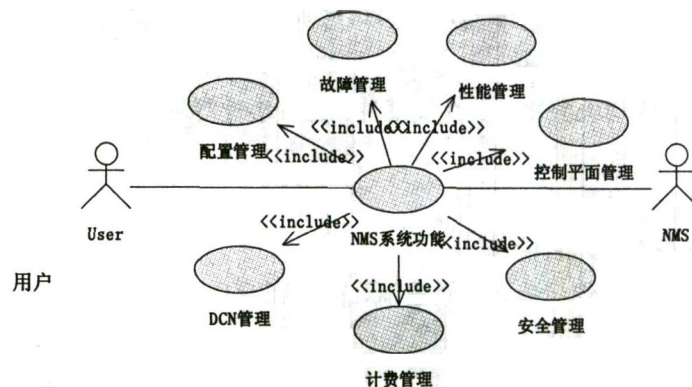 故障管理
性能管理
<<include>>
<<include>>
配置管理
<<include>>
<<include>>
控制平面管理
User
NMS系统功能
NMS
<<include>>
<<include>>
用户
DCN管理
<<include>>
安全管理
计费管理